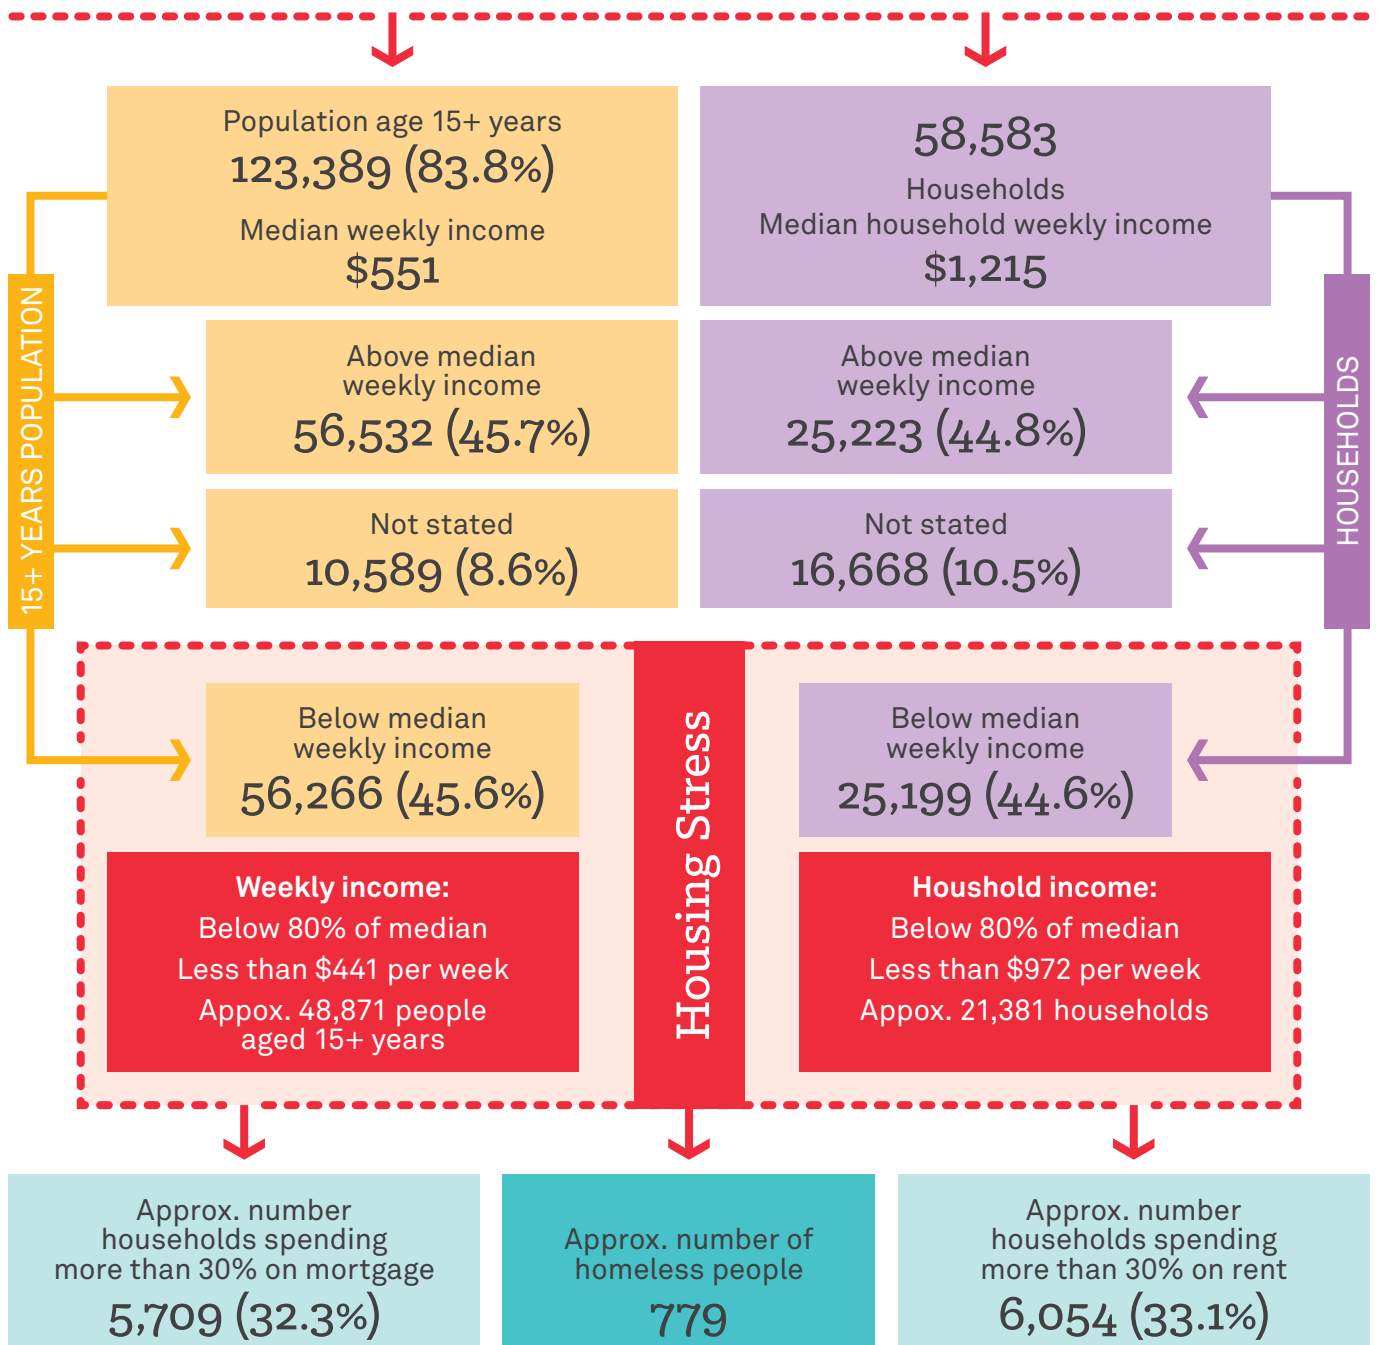 Population age 15+ years
123,389 (83.8%)
Median weekly income
$551
58,583
Households
Median household weekly income
$1,215
15+ YEARS POPULATION
HOUSEHOLDS
Above median
weekly income
56,532 (45.7%)
Above median
weekly income
25,223 (44.8%)
Not stated
10,589 (8.6%)
Not stated
16,668 (10.5%)
Below median
weekly income
56,266 (45.6%)
Housing Stress
Below median
weekly income
25,199 (44.6%)
Weekly income:
Below 80% of median
Less than $441 per week
Appox. 48,871 people
aged 15+ years
Houshold income:
Below 80% of median
Less than $972 per week
Appox. 21,381 households
Approx. number
households spending
more than 30% on mortgage
5,709 (32.3%)
Approx. number of
homeless people
779
Approx. number
households spending
more than 30% on rent
6,054 (33.1%)